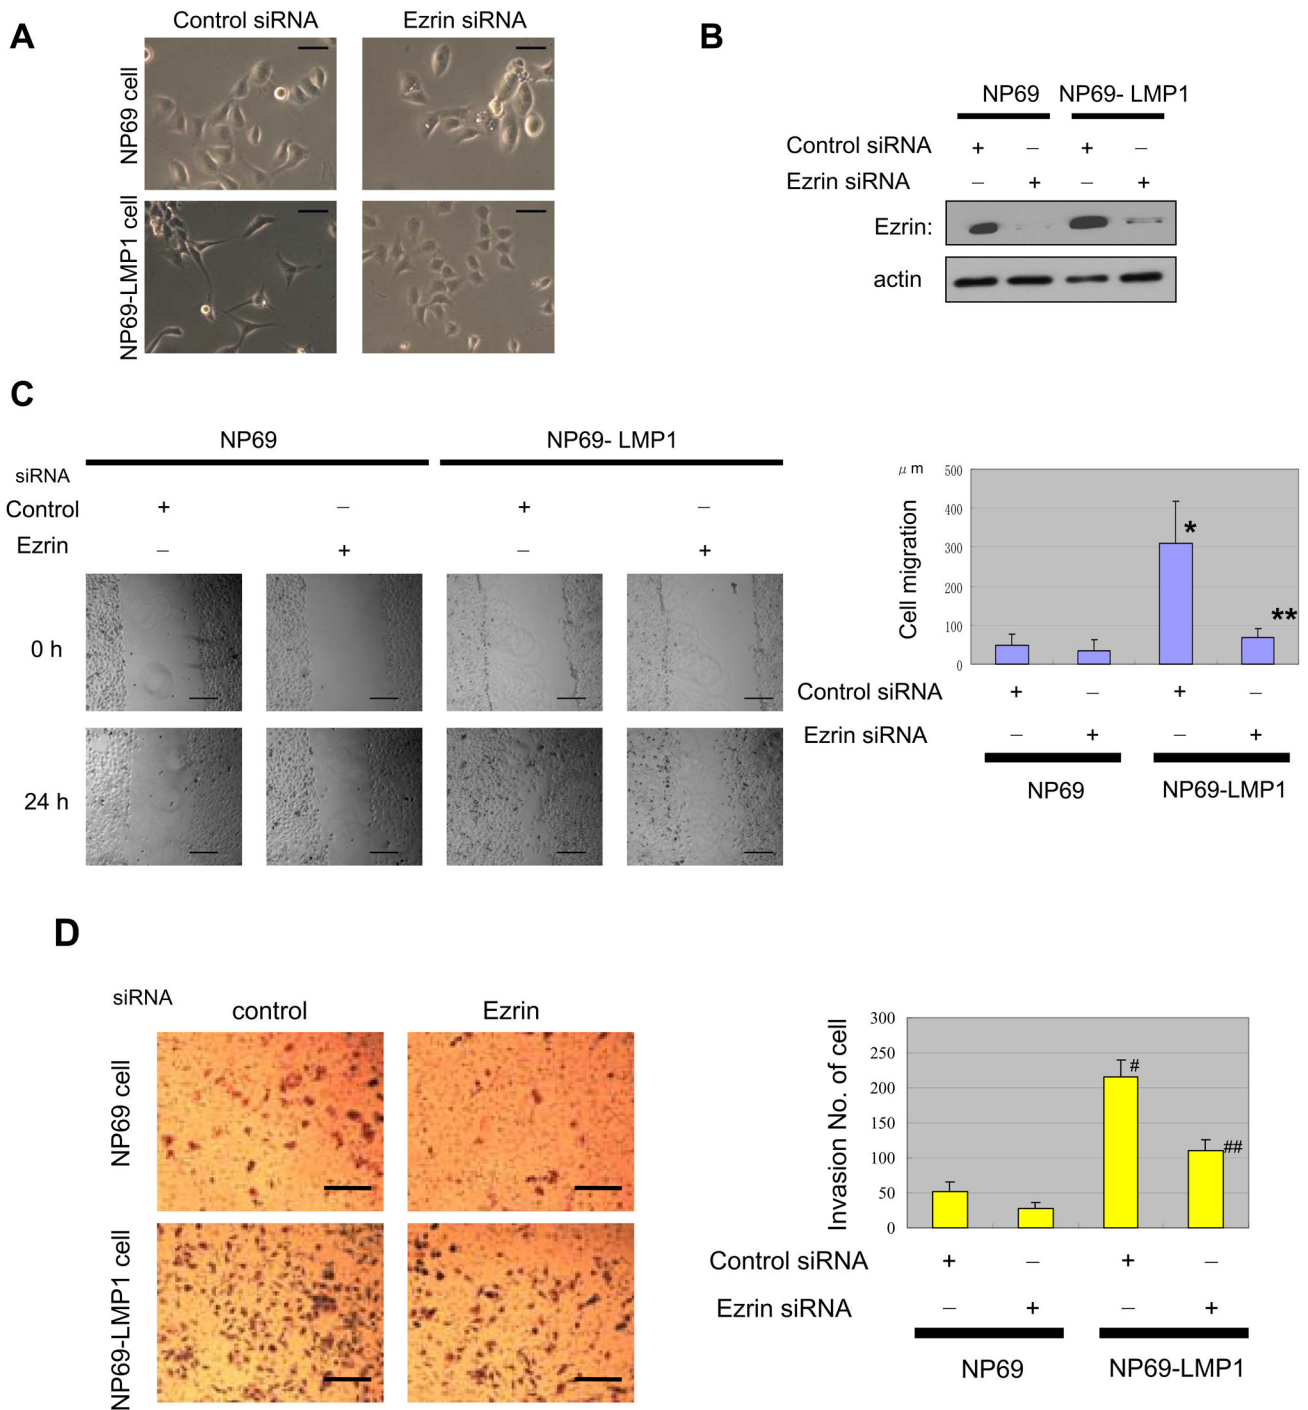 A
Control siRNA Ezrin siRNA
NP69 cell
NP69-LMP1 cell
B
NP69 NP69- LMP1
Control siRNA + – + –
Ezrin siRNA – + – +
Ezrin:
actin
C
NP69 NP69- LMP1
siRNA
Control + – + –
Ezrin – + – +
0 h
24 h
μm
Cell migration
500
400
300
200
100
0
*
**
Control siRNA + – + –
Ezrin siRNA – + – +
NP69 NP69-LMP1
D
siRNA
control Ezrin
NP69 cell
NP69-LMP1 cell
Invasion No. of cell
300
250
200
150
100
50
0
#
##
Control siRNA + – + –
Ezrin siRNA – + – +
NP69 NP69-LMP1